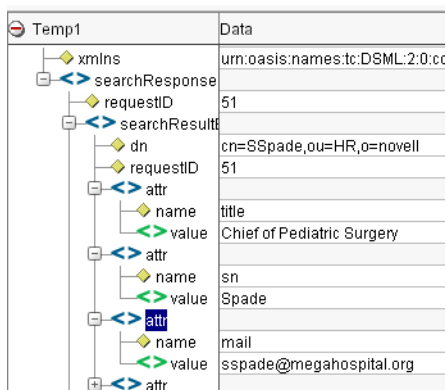 Temp1 Data
xmlns urn:oasis:names:tc:DSML:2:0:co
searchResponse
requestID 51
searchResultE
dn cn=SSpade,ou=HR,o=novell
requestID 51
attr
name title
value Chief of Pediatric Surgery
attr
name sn
value Spade
attr
name mail
value sspade@megahospital.org
attr